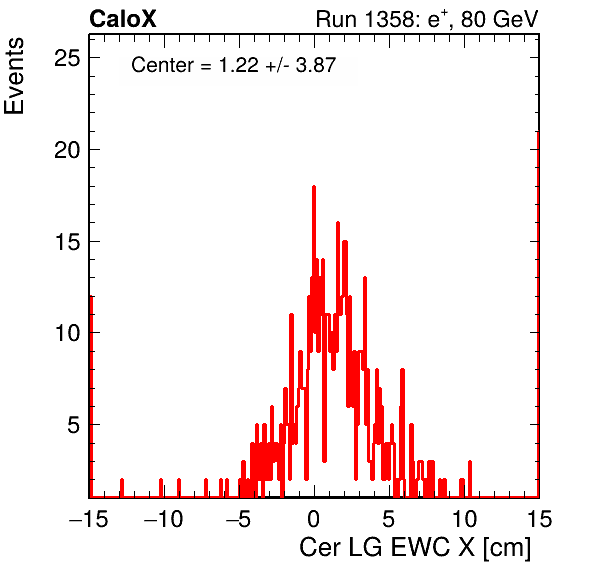 CaloX Run 1358: e⁺, 80 GeV
Events
Center = 1.22 +/- 3.87
25
20
15
10
5
−15 −10 −5 0 5 10 15
Cer LG EWC X [cm]